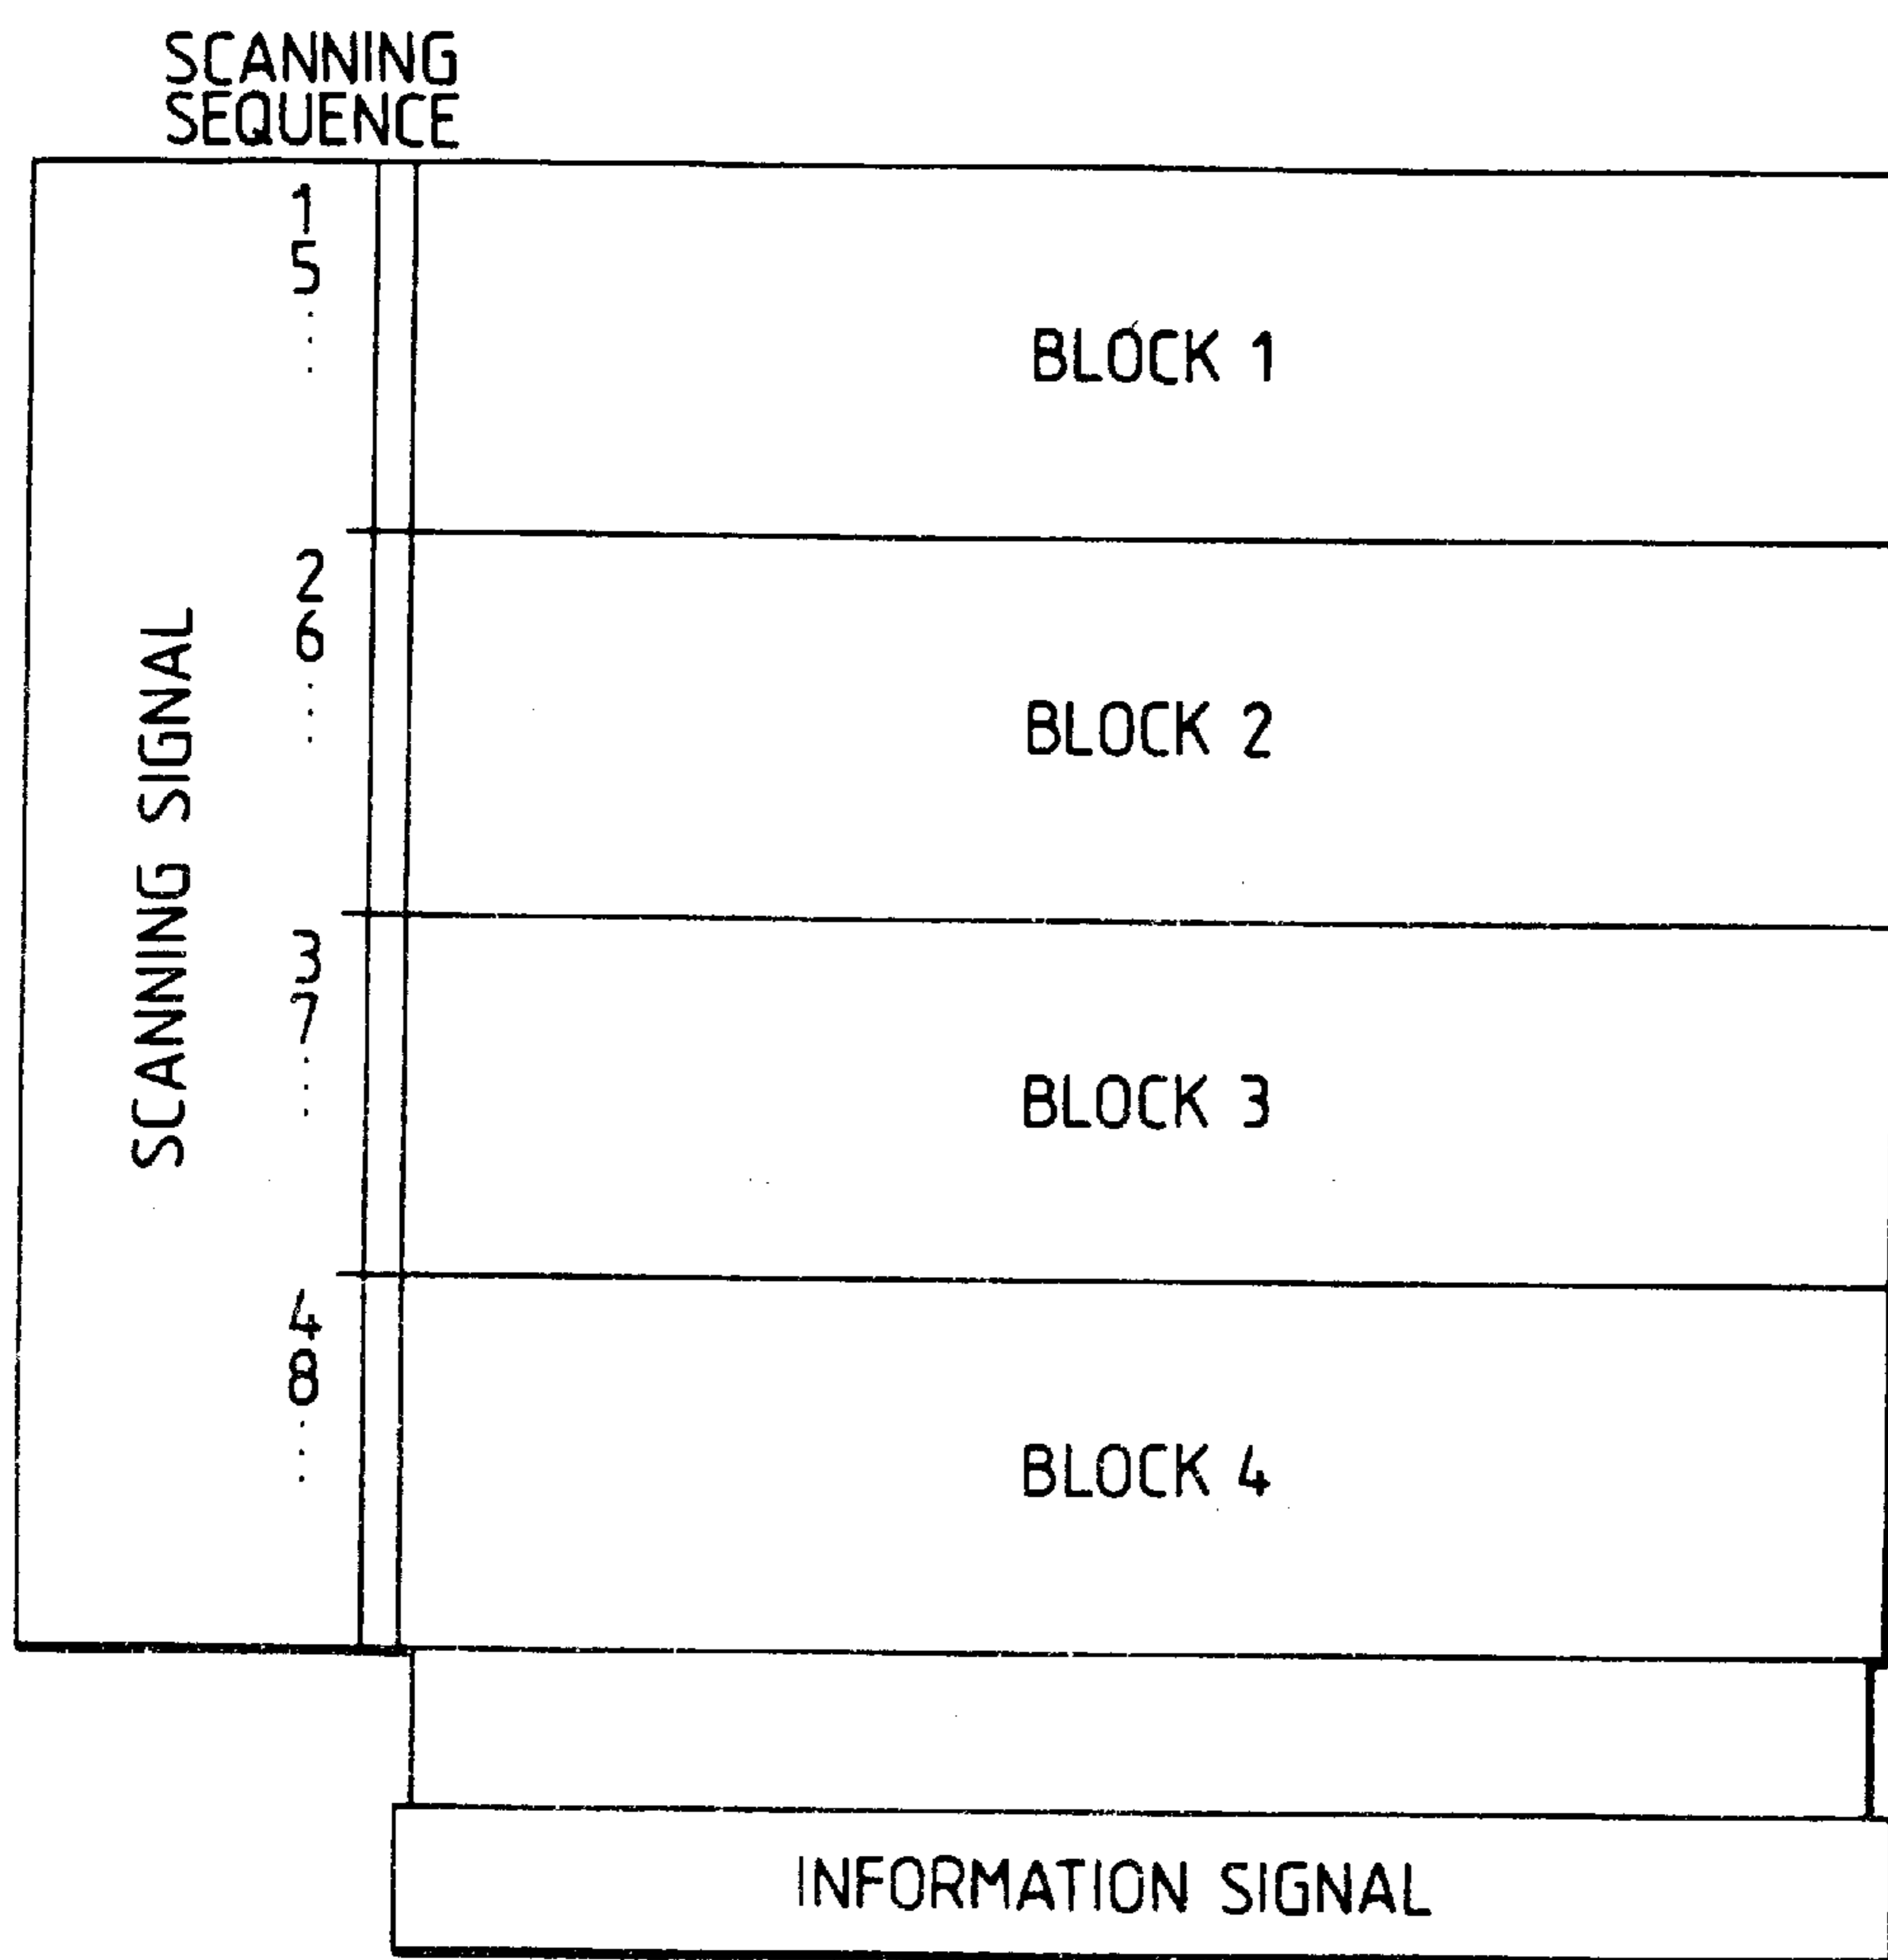 SCANNING
SEQUENCE
1
5
BLOCK 1
2
6
BLOCK 2
SCANNING SIGNAL
3
7
BLOCK 3
4
8
BLOCK 4
INFORMATION SIGNAL